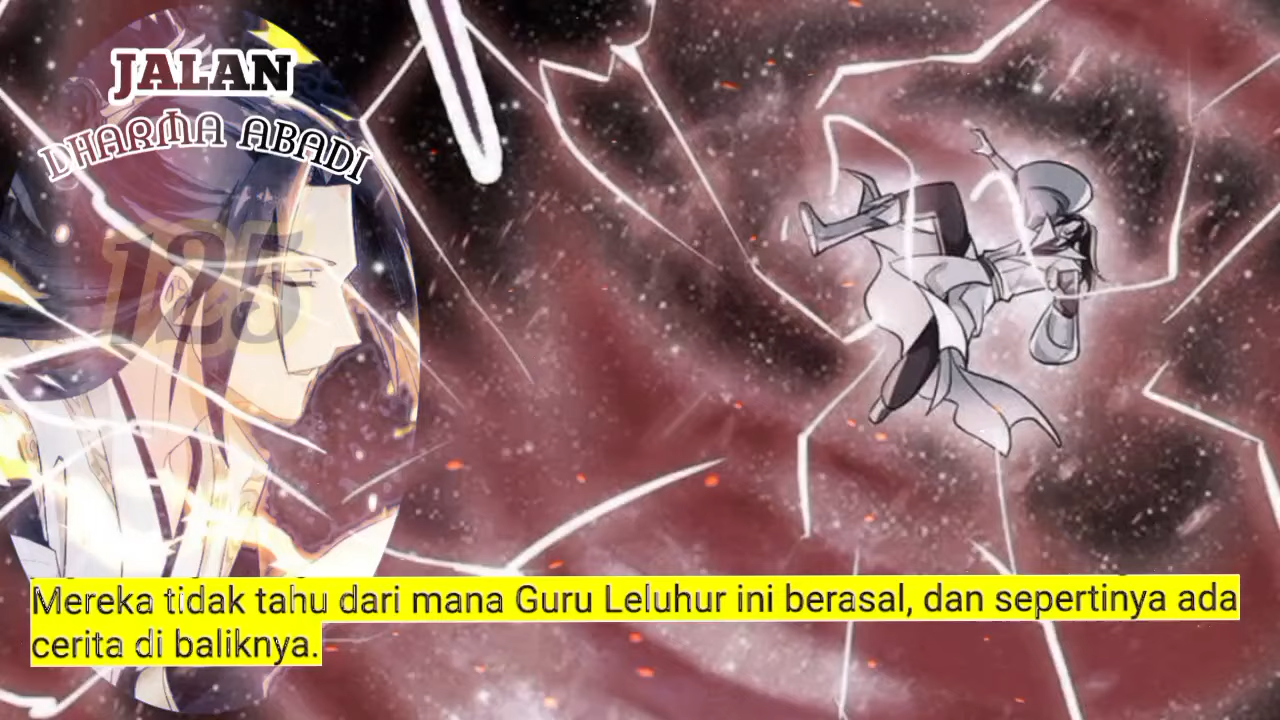 JALAN
DHARMA ABADI
125
Mereka tidak tahu dari mana Guru Leluhur ini berasal, dan sepertinya ada
cerita di baliknya.